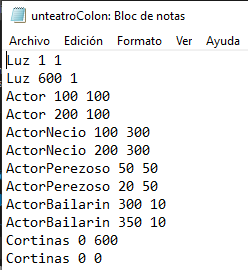 unteatroColon: Bloc de notas
Archivo Edición Formato Ver Ayuda
Luz 1 1
Luz 600 1
Actor 100 100
Actor 200 100
ActorNecio 100 300
ActorNecio 200 300
ActorPerezoso 50 50
ActorPerezoso 20 50
ActorBailarin 300 10
ActorBailarin 350 10
Cortinas 0 600
Cortinas 0 0